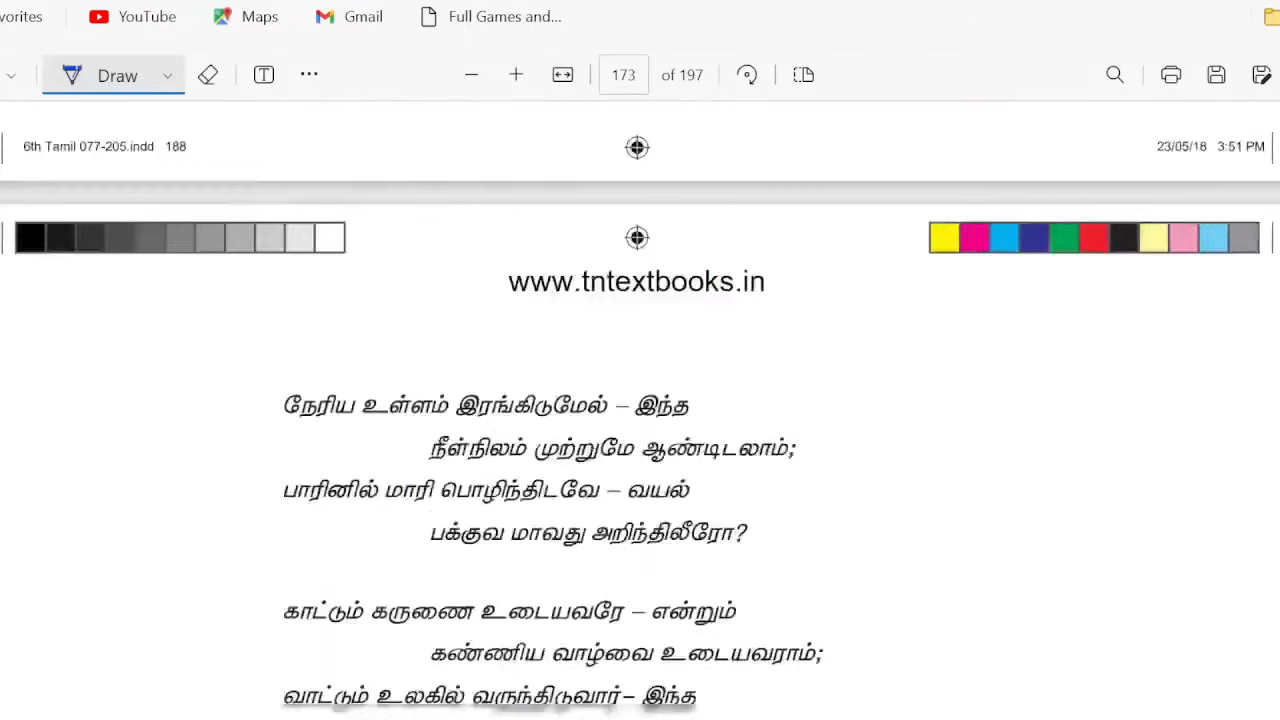 vorites YouTube Maps Gmail Full Games and...
Draw T ... 173 of 197
6th Tamil 077-205.indd 188 23/05/18 3:51 PM
www.tntextbooks.in
நேரிய உள்ளம் இரங்கிடுமேல் – இந்த
நீள்நிலம் முற்றுமே ஆண்டிடலாம்;
பாரினில் மாரி பொழிந்திடவே – வயல்
பக்குவ மாவது அறிந்திலீரோ?
காட்டும் கருணை உடையவரே – என்றும்
கண்ணிய வாழ்வை உடையவராம்;
வாட்டும் உலகில் வருந்திடுவார்– இந்த